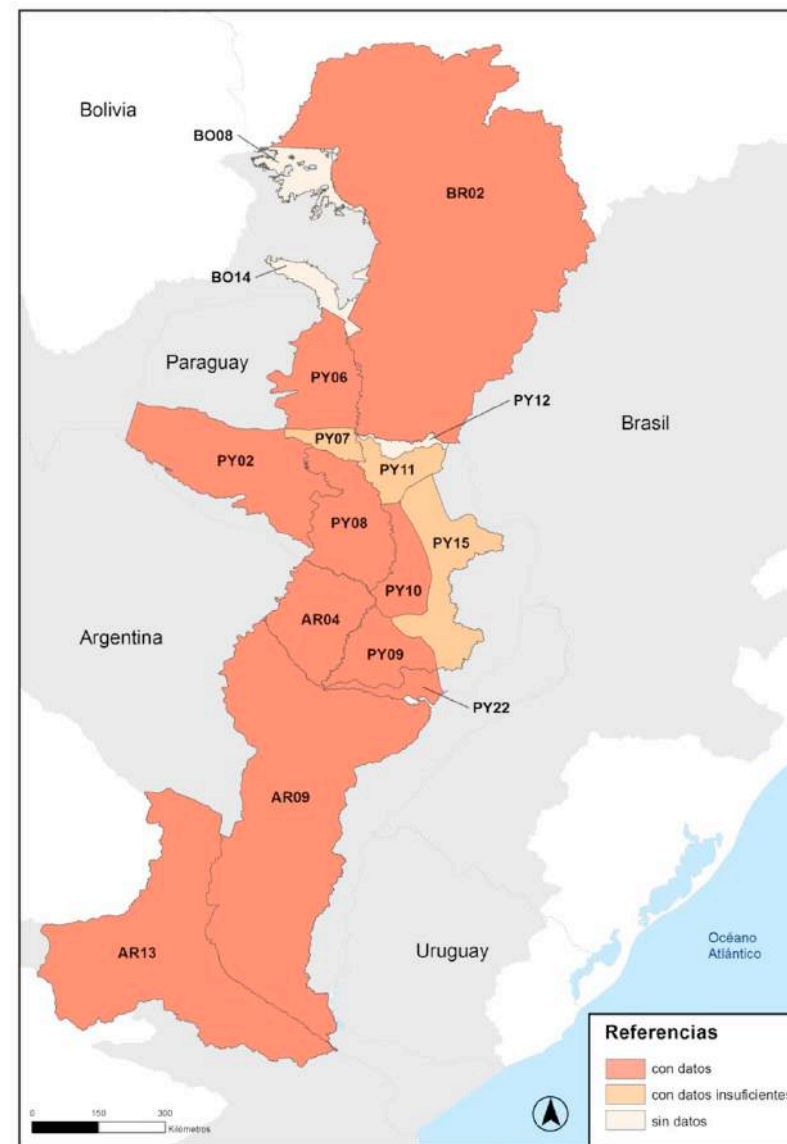 Bolivia
BO08
BR02
BO14
Paraguay
PY06
PY12
Brasil
PY07
PY02
PY11
PY08
PY15
PY10
AR04
Argentina
PY09
PY22
AR09
AR13
Uruguay
Océano
Atlántico
Referencias
con datos
con datos insuficientes
sin datos
0 150 300
Kilometros